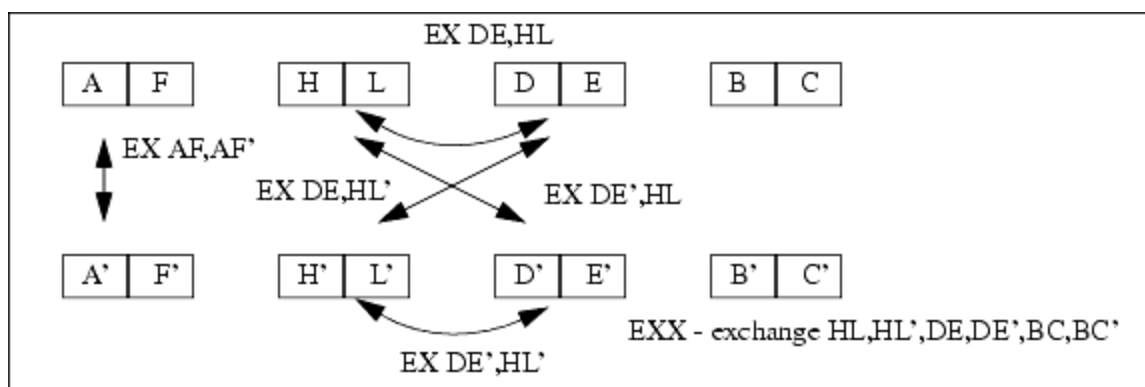 EX DE,HL
A F H L D E B C
EX AF,AF’
EX DE,HL’ EX DE’,HL
A’ F’ H’ L’ D’ E’ B’ C’
EXX - exchange HL,HL’,DE,DE’,BC,BC’
EX DE’,HL’